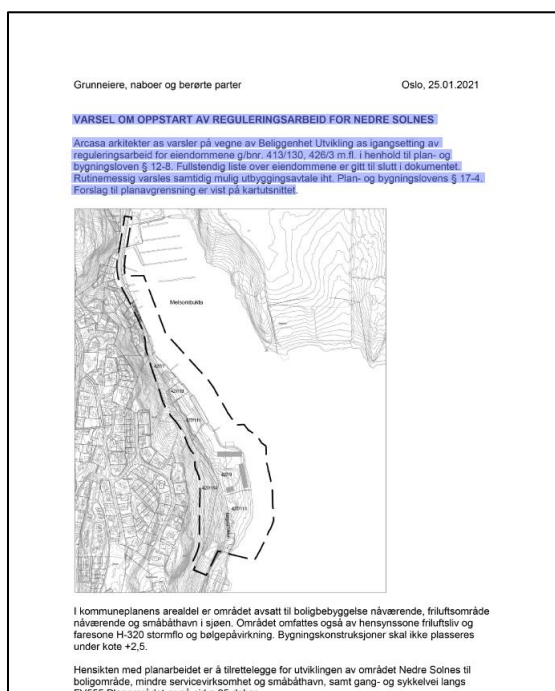 Grunneiere, naboer og berørte parter Oslo, 25.01.2021
VARSEL OM OPPSTART AV REGULERINGSARBEID FOR NEDRE SOLNES
Arcasa arkitekter as varsler på vegne av Beliggenhet Utvikling as igangsetting av
reguleringsarbeid for eiendommene g/bnr. 413/130, 426/3 m.fl. i henhold til plan- og
bygningsloven § 12-8. Fullstendig liste over eiendommene er gitt til slutt i dokumentet.
Rutinemessig varsles samtidig mulig utbyggingsavtale iht. Plan- og bygningslovens § 17-4.
Forslag til planavgrensning er vist på kartutsnittet.
Melsombukta
I kommuneplanens arealdel er området avsatt til boligbebyggelse nåværende, friluftsområde
nåværende og småbåthavn i sjøen. Området omfattes også av hensynssone friluftsliv og
faresone H-320 stormflo og bølgepåvirkning. Bygningskonstruksjoner skal ikke plasseres
under kote +2,5.
Hensikten med planarbeidet er å tilrettelegge for utviklingen av området Nedre Solnes til
boligområde, mindre servicevirksomhet og småbåthavn, samt gang- og sykkelvei langs